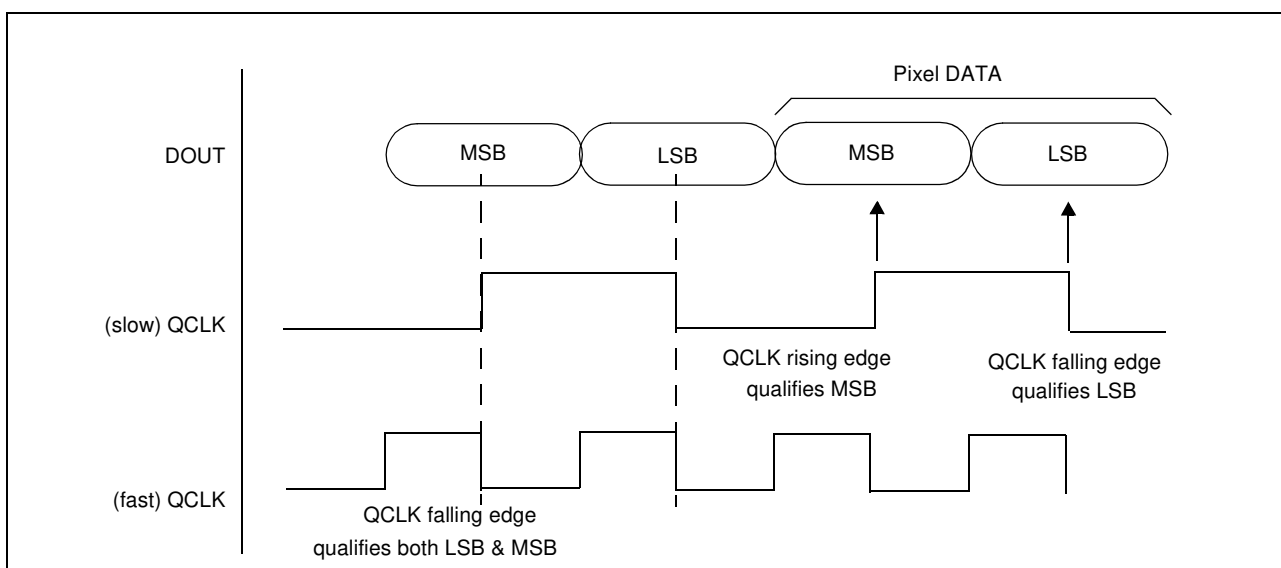 Pixel DATA
DOUT
MSB
LSB
MSB
LSB
(slow) QCLK
QCLK rising edge
qualifies MSB
QCLK falling edge
qualifies LSB
(fast) QCLK
QCLK falling edge
qualifies both LSB & MSB